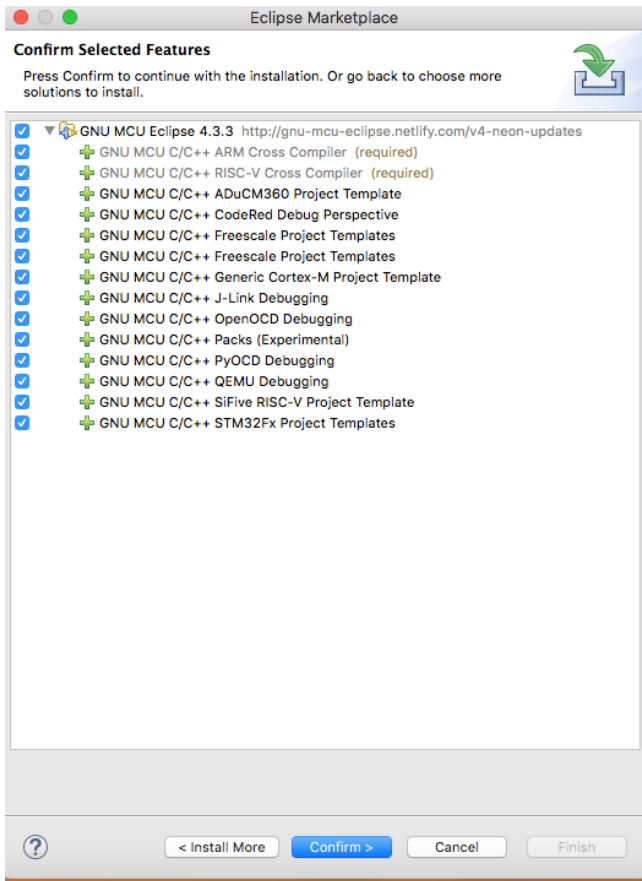 Eclipse Marketplace
Confirm Selected Features
Press Confirm to continue with the installation. Or go back to choose more
solutions to install.
GNU MCU Eclipse 4.3.3 http://gnu-mcu-eclipse.netlify.com/v4-neon-updates
GNU MCU C/C++ ARM Cross Compiler (required)
GNU MCU C/C++ RISC-V Cross Compiler (required)
GNU MCU C/C++ ADuCM360 Project Template
GNU MCU C/C++ CodeRed Debug Perspective
GNU MCU C/C++ Freescale Project Templates
GNU MCU C/C++ Freescale Project Templates
GNU MCU C/C++ Generic Cortex-M Project Template
GNU MCU C/C++ J-Link Debugging
GNU MCU C/C++ OpenOCD Debugging
GNU MCU C/C++ Packs (Experimental)
GNU MCU C/C++ PyOCD Debugging
GNU MCU C/C++ QEMU Debugging
GNU MCU C/C++ SiFive RISC-V Project Template
GNU MCU C/C++ STM32Fx Project Templates
? < Install More Confirm > Cancel Finish